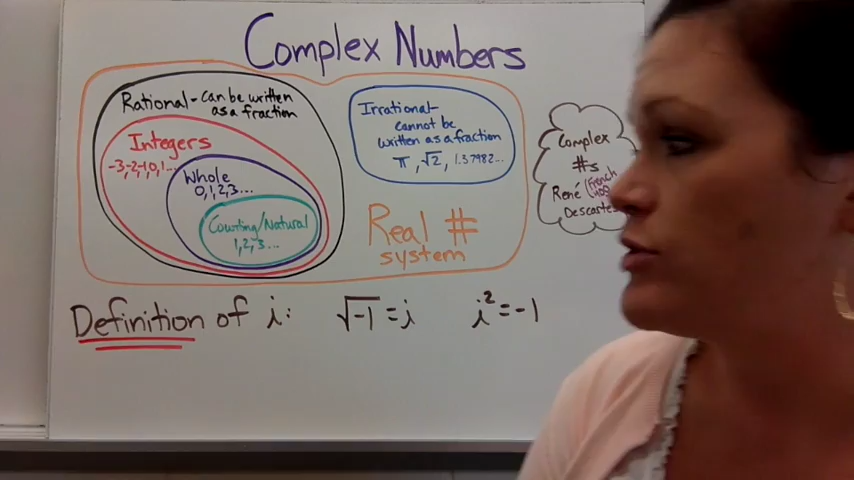 Complex Numbers
Rational - can be written
as a fraction
Integers
-3,-2,-1,0,1...
Whole
0,1,2,3...
Counting/Natural
1,2,3...
Irrational-
cannot be
written as a fraction
π, √2, 1.37982...
Real #
system
Complex
#s
René (French
Descartes
Definition of i: √-1 = i i² = -1